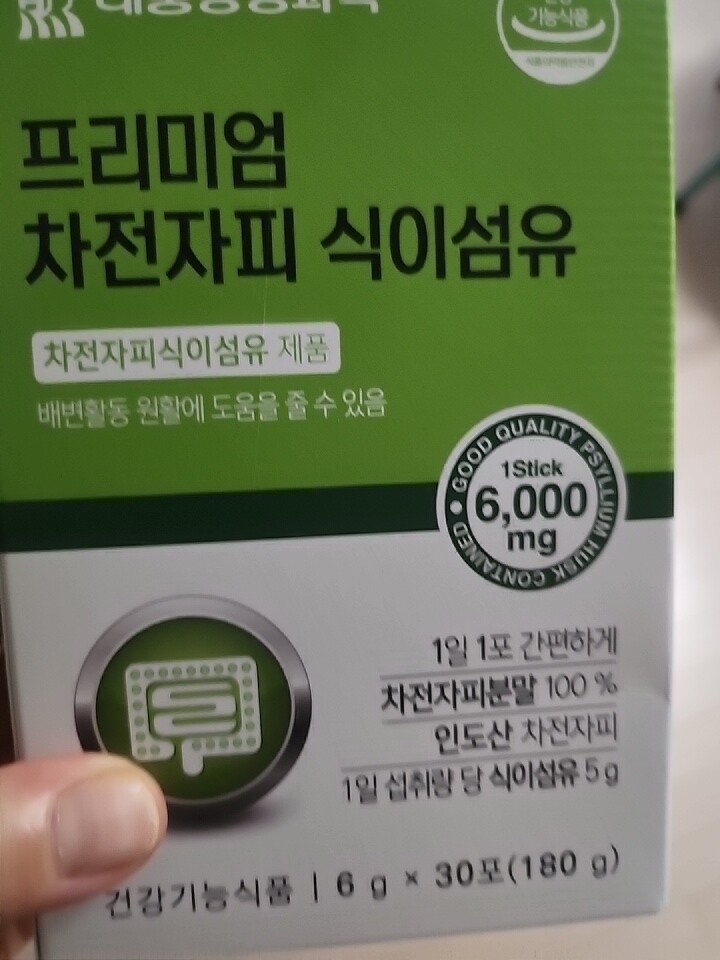 기능식품
프리미엄
차전자피 식이섬유
차전자피식이섬유 제품
배변활동 원활에 도움을 줄 수 있음
GOOD QUALITY PSYLLIUM HUSK CONTAINED
1Stick
6,000
mg
1일 1포 간편하게
차전자피분말 100 %
인도산 차전자피
1일 섭취량 당 식이섬유 5 g
건강기능식품 | 6 g × 30포(180 g)